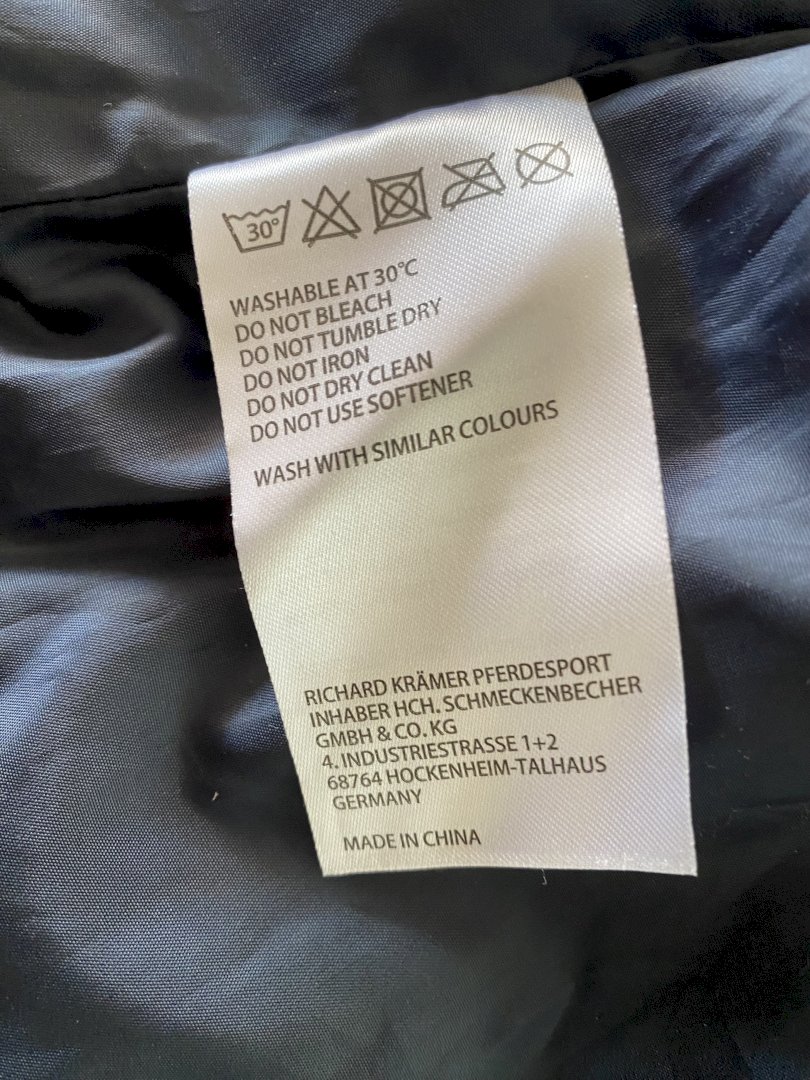 30°
WASHABLE AT 30°C
DO NOT BLEACH
DO NOT TUMBLE DRY
DO NOT IRON
DO NOT DRY CLEAN
DO NOT USE SOFTENER
WASH WITH SIMILAR COLOURS
RICHARD KRÄMER PFERDESPORT
INHABER HCH. SCHMECKENBECHER
GMBH & CO. KG
4. INDUSTRIESTRASSE 1+2
68764 HOCKENHEIM-TALHAUS
GERMANY
MADE IN CHINA